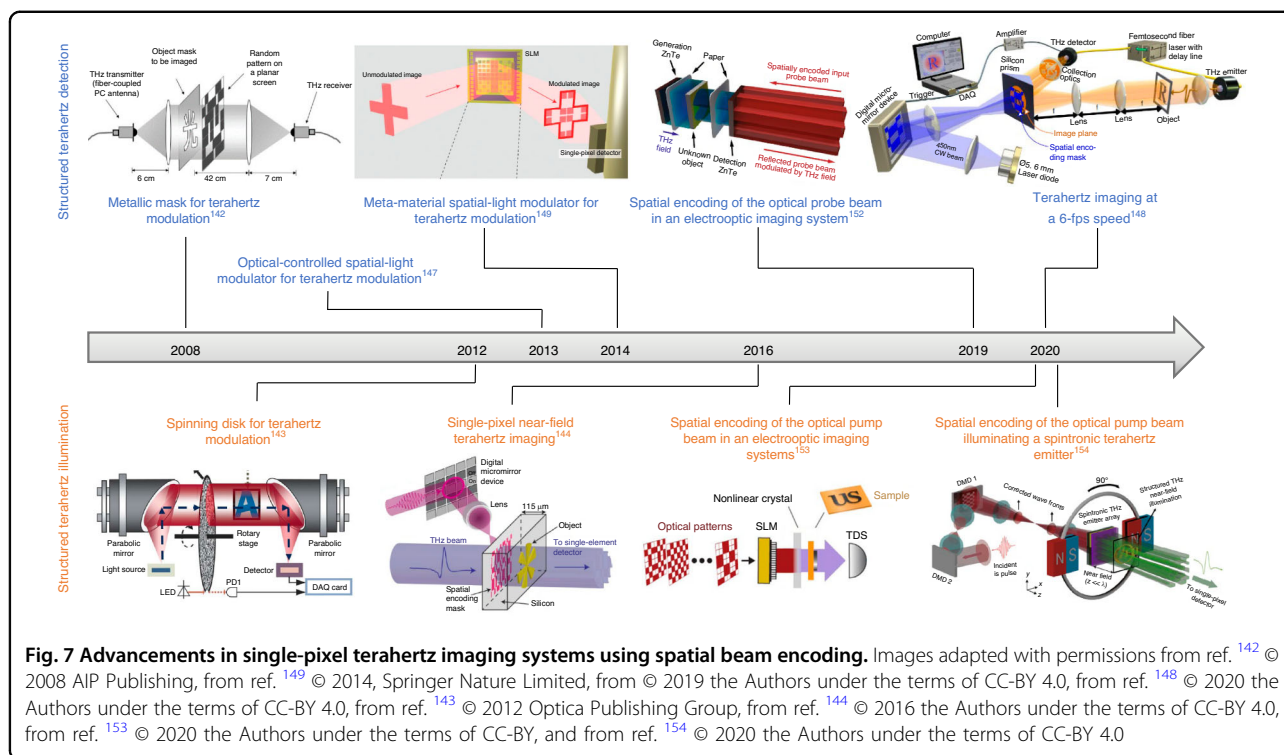 Structured terahertz detection
Object mask
to be imaged
Random
pattern on
a planar
screen
THz transmitter
(fiber-coupled
PC antenna)
THz receiver
6 cm
42 cm
7 cm
Metallic mask for terahertz
modulation142
SLM
Unmodulated image
Modulated
image
Single-pixel detector
Meta-material spatial-light modulator for
terahertz modulation149
Generation
ZnTe
Paper
Spatially encoded input
probe beam
THz
field
Unknown
object
Detection
ZnTe
Reflected probe beam
modulated by THz field
Spatial encoding of the optical probe beam
in an electrooptic imaging system152
Computer
Amplifier
THz detector
Femtosecond fiber
laser with
delay line
Silicon
prism
Collection
optics
THz emitter
DAQ
Trigger
Digital micro-
mirror device
Lens
Lens
Object
Image plane
Spatial enco-
ding mask
450nm
CW beam
Ø5. 6 mm
Laser diode
Terahertz imaging at
a 6-fps speed148
Optical-controlled spatial-light
modulator for terahertz modulation147
2008
2012
2013
2014
2016
2019
2020
Structured terahertz illumination
Spinning disk for terahertz
modulation143
A
Parabolic
mirror
Rotary
stage
Parabolic
mirror
Light source
Detector
LED
PD1
DAQ card
Single-pixel near-field
terahertz imaging144
Digital
micromirror
device
Off
On
Lens
115 μm
Object
THz beam
To single-element
detector
Spatial
encoding
mask
Silicon
Spatial encoding of the optical pump
beam in an electrooptic imaging
systems153
Nonlinear crystal
US
Sample
Optical patterns
SLM
TDS
Spatial encoding of the optical pump beam
illuminating a spintronic terahertz
emitter154
DMD 1
Corrected wave fronts
90°
Structured THz
near-field
illumination
Spintronic THz
emitter array
N S
N S
DMD 2
Incident
is pulse
Near field
(z << λ)
y
x
z
To single-pixel
detector
Fig. 7 Advancements in single-pixel terahertz imaging systems using spatial beam encoding. Images adapted with permissions from ref. 142 ©
2008 AIP Publishing, from ref. 149 © 2014, Springer Nature Limited, from © 2019 the Authors under the terms of CC-BY 4.0, from ref. 148 © 2020 the
Authors under the terms of CC-BY 4.0, from ref. 143 © 2012 Optica Publishing Group, from ref. 144 © 2016 the Authors under the terms of CC-BY 4.0,
from ref. 153 © 2020 the Authors under the terms of CC-BY, and from ref. 154 © 2020 the Authors under the terms of CC-BY 4.0